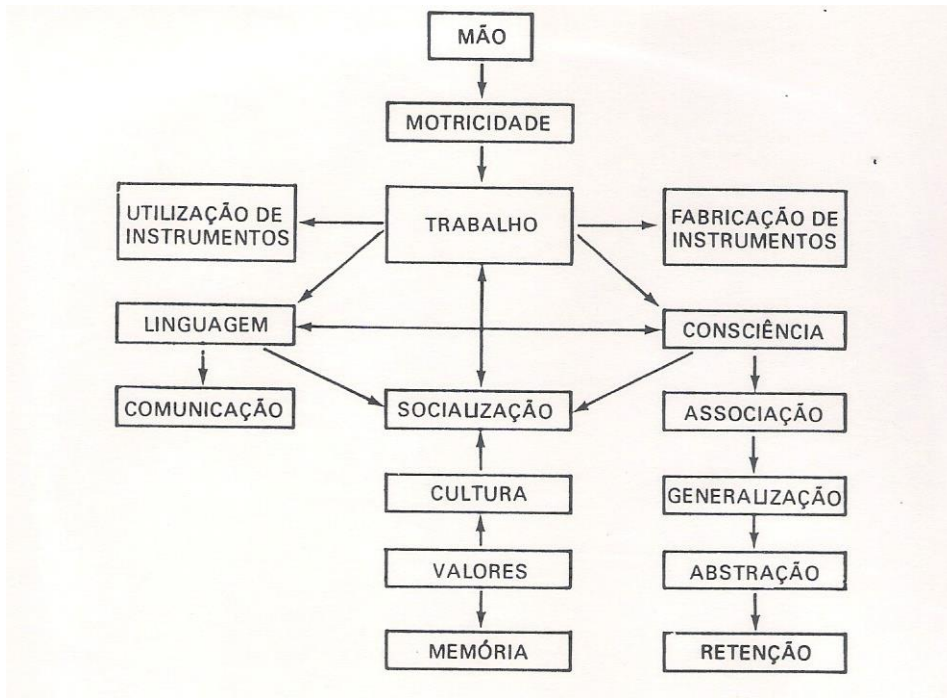 MÃO
MOTRICIDADE
UTILIZAÇÃO DE
INSTRUMENTOS
TRABALHO
FABRICAÇÃO DE
INSTRUMENTOS
LINGUAGEM
CONSCIÊNCIA
COMUNICAÇÃO
SOCIALIZAÇÃO
ASSOCIAÇÃO
CULTURA
GENERALIZAÇÃO
VALORES
ABSTRAÇÃO
MEMÓRIA
RETENÇÃO